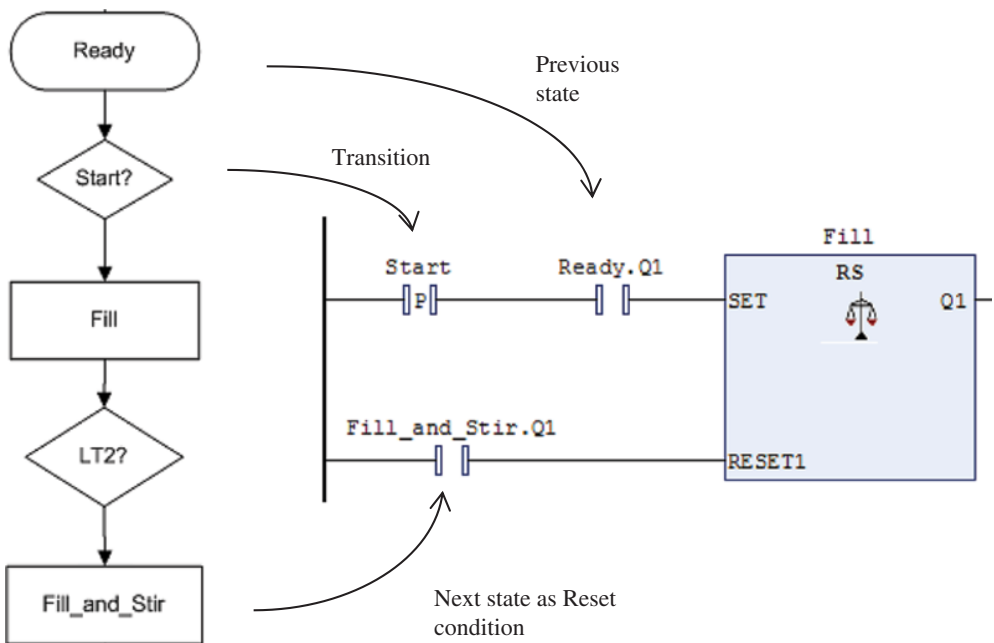 Ready
Start?
Fill
LT2?
Fill_and_Stir
Previous
state
Transition
Fill
Start
Ready.Q1
RS
P
SET
Q1
Fill_and_Stir.Q1
RESET1
Next state as Reset
condition